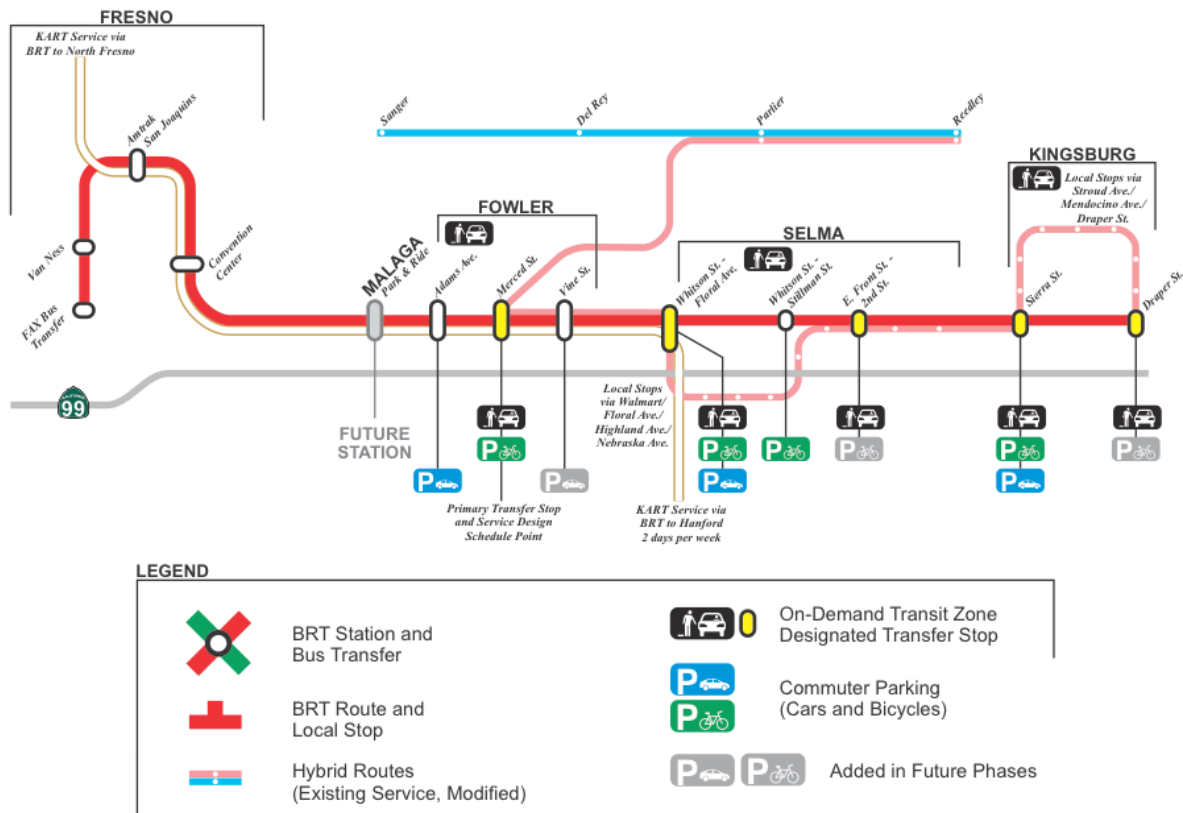 FRESNO
KART Service via
BRT to North Fresno
Amtrak
San Joaquins
Van Ness
FAX Bus
Transfer
Convention
Center
Sanger
Del Rey
Parlier
Reedley
MALAGA
Park & Ride
FOWLER
Adams Ave.
Merced St.
Vine St.
SELMA
Whitson St. -
Floral Ave.
Whitson St. -
Stillman St.
E. Front St. -
2nd St.
KINGSBURG
Local Stops via
Stroud Ave./
Mendocino Ave./
Draper St.
Sierra St.
Draper St.
CALIFORNIA
99
FUTURE
STATION
Local Stops
via Walmart/
Floral Ave./
Highland Ave./
Nebraska Ave.
P
P
P
P
P
P
P
P
P
P
Primary Transfer Stop
and Service Design
Schedule Point
KART Service via
BRT to Hanford
2 days per week
LEGEND
BRT Station and
Bus Transfer
BRT Route and
Local Stop
Hybrid Routes
(Existing Service, Modified)
On-Demand Transit Zone
Designated Transfer Stop
P
P
Commuter Parking
(Cars and Bicycles)
P P
Added in Future Phases